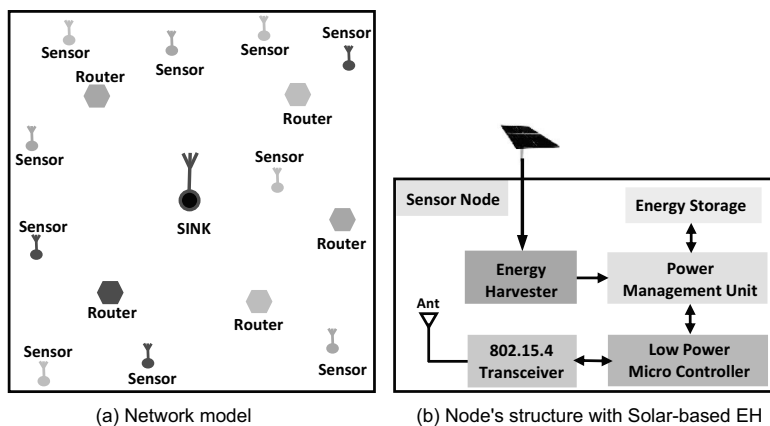 Sensor
Sensor
Sensor
Sensor
Router
Router
Sensor
Sensor
SINK
Sensor
Router
Router
Router
Sensor
Sensor
Sensor
(a) Network model
Sensor Node
Energy Storage
Energy
Harvester
Power
Management Unit
Ant
802.15.4
Transceiver
Low Power
Micro Controller
(b) Node's structure with Solar-based EH